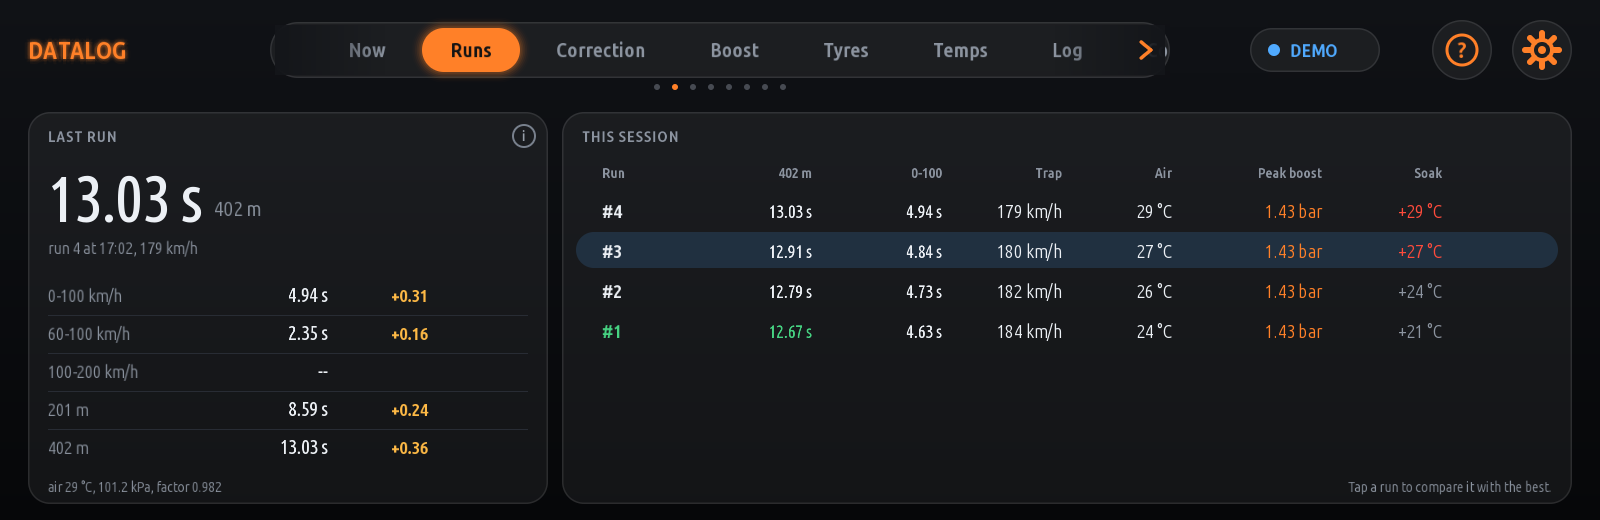 DATALOG
Now Runs Correction Boost Tyres Temps Log
DEMO
?
LAST RUN
i
13.03 s 402 m
run 4 at 17:02, 179 km/h
0-100 km/h 4.94 s +0.31
60-100 km/h 2.35 s +0.16
100-200 km/h --
201 m 8.59 s +0.24
402 m 13.03 s +0.36
air 29 °C, 101.2 kPa, factor 0.982
THIS SESSION
Run 402 m 0-100 Trap Air Peak boost Soak
#4 13.03 s 4.94 s 179 km/h 29 °C 1.43 bar +29 °C
#3 12.91 s 4.84 s 180 km/h 27 °C 1.43 bar +27 °C
#2 12.79 s 4.73 s 182 km/h 26 °C 1.43 bar +24 °C
#1 12.67 s 4.63 s 184 km/h 24 °C 1.43 bar +21 °C
Tap a run to compare it with the best.